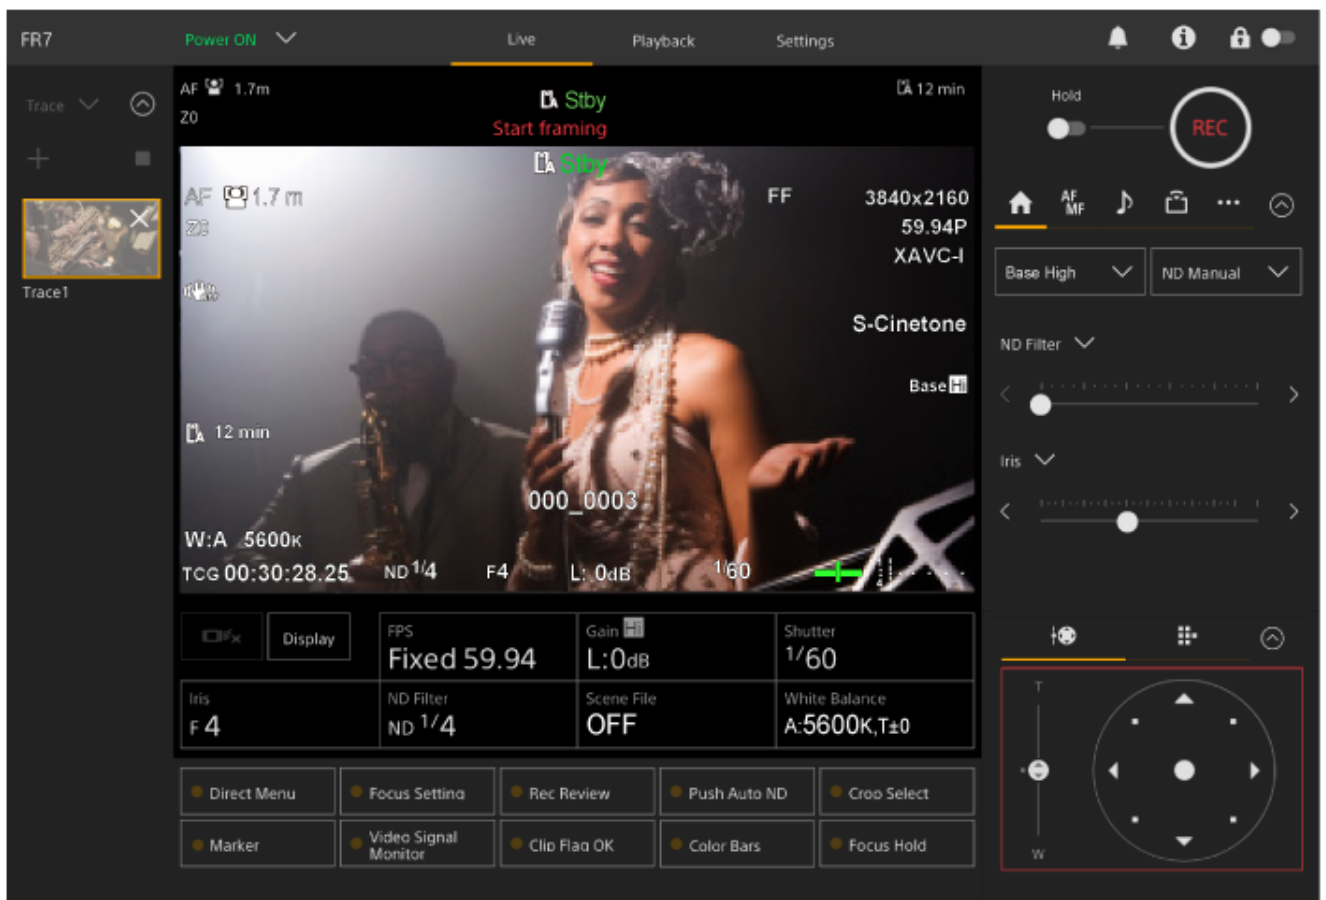 FR7
Power ON
Live
Playback
Settings
Trace
Trace1
AF 1.7m
Z0
Stby
Start framing
12 min
Stby
AF 1.7 m
Z0
FF
3840x2160
59.94P
XAVC-I
S-Cinetone
Base Hi
12 min
000_0003
W:A 5600K
TCG 00:30:28.25
ND 1/4
F4
L: 0dB
1/60
Display
FPS
Fixed 59.94
Gain Hi
L:0dB
Shutter
1/60
Iris
F 4
ND Filter
ND 1/4
Scene File
OFF
White Balance
A:5600K,T±0
Direct Menu
Focus Setting
Rec Review
Push Auto ND
Crop Select
Marker
Video Signal
Monitor
Clip Flag OK
Color Bars
Focus Hold
Hold
REC
AF
MF
Base High
ND Manual
ND Filter
Iris
T
W